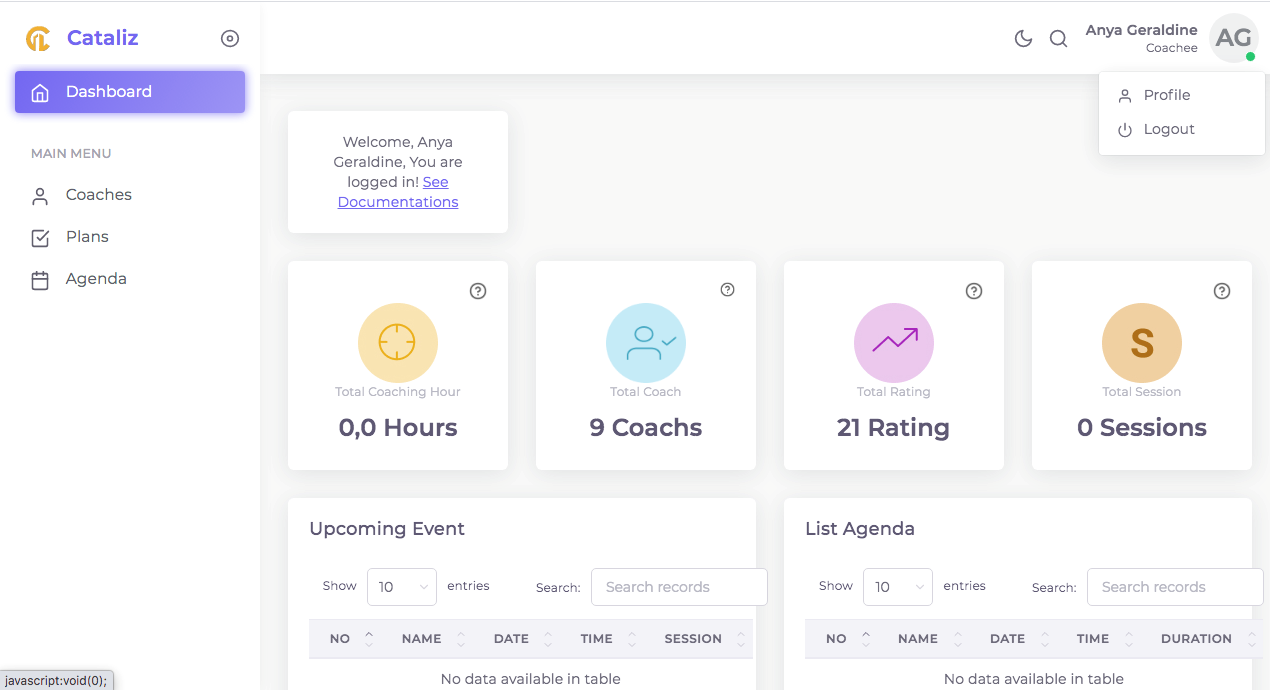 Cataliz
Dashboard
MAIN MENU
Coaches
Plans
Agenda
Anya Geraldine
Coachee
AG
Profile
Logout
Welcome, Anya
Geraldine, You are
logged in! See
Documentations
Total Coaching Hour
0,0 Hours
Total Coach
9 Coachs
Total Rating
21 Rating
S
Total Session
0 Sessions
Upcoming Event
Show 10 entries Search: Search records
NO NAME DATE TIME SESSION
No data available in table
List Agenda
Show 10 entries Search: Search records
NO NAME DATE TIME DURATION
No data available in table
javascript:void(0);